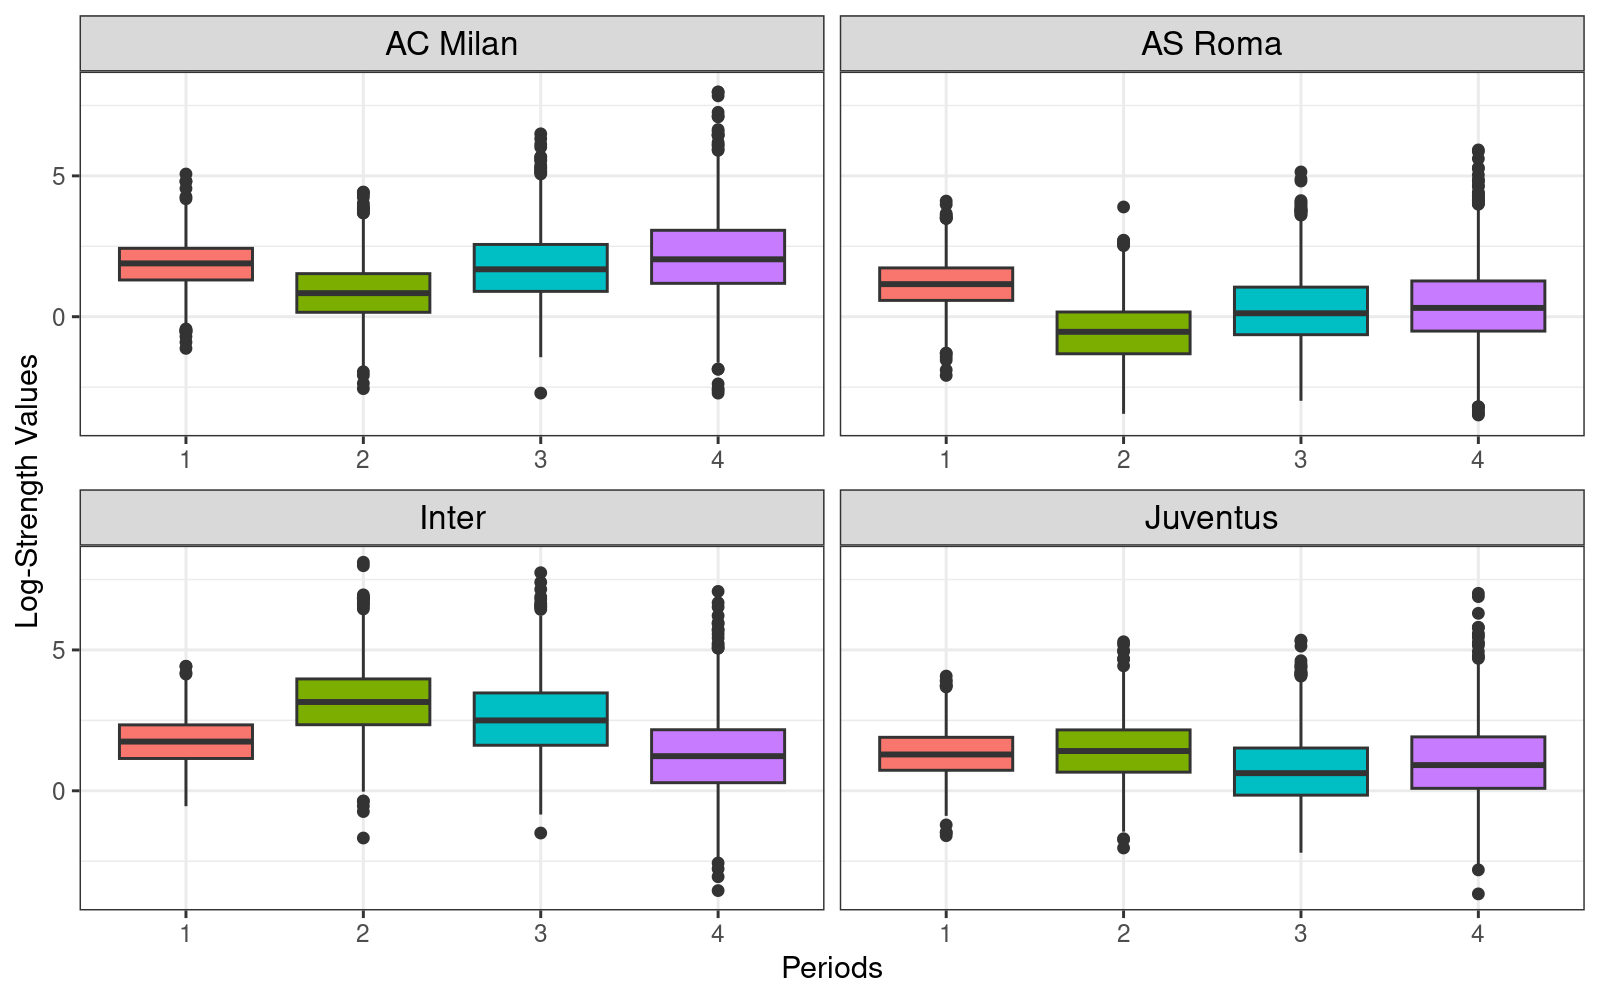 AC Milan
AS Roma
5
0
1 2 3 4
1 2 3 4
Log-Strength Values
Inter
Juventus
5
0
1 2 3 4
1 2 3 4
Periods